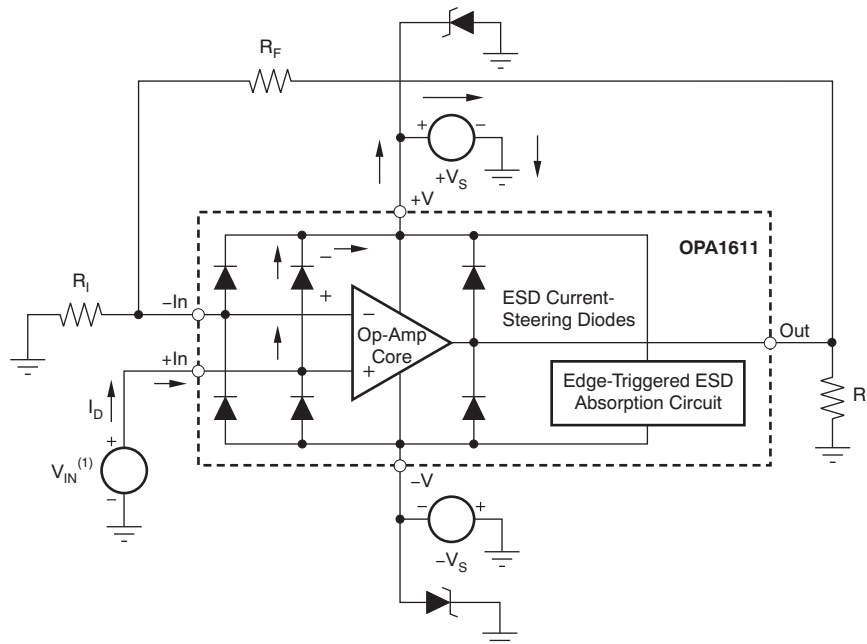 R_F
+ −
+V_S
+V
OPA1611
R_I
−In
−
+
−
Op-Amp
Core
+
ESD Current-
Steering Diodes
Out
+In
Edge-Triggered ESD
Absorption Circuit
R
I_D
+
V_IN^(1)
−
−V
− +
−V_S